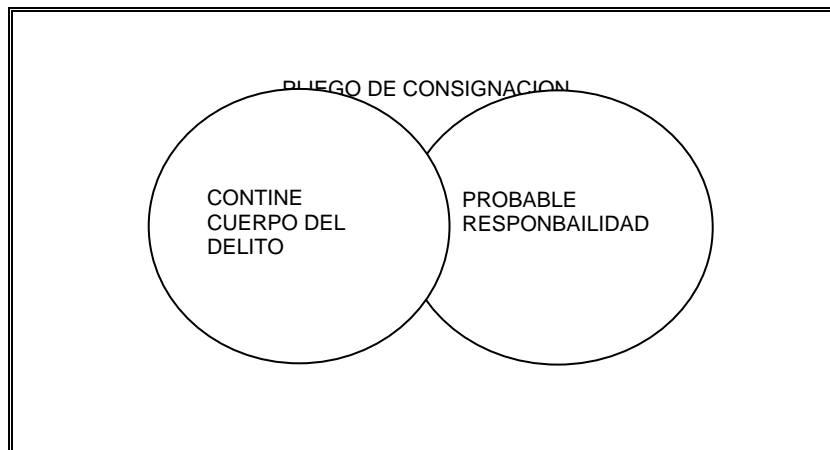 PLIEGO DE CONSIGNACION
CONTINE
CUERPO DEL
DELITO
PROBABLE
RESPONBAILIDAD